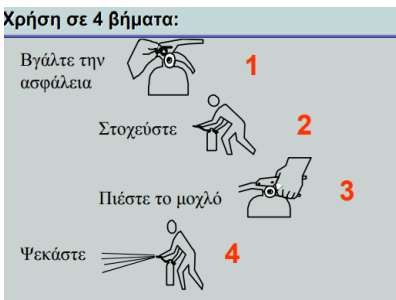 Χρήση σε 4 βήματα:
Βγάλτε την
ασφάλεια
1
Στοχεύστε
2
Πιέστε το μοχλό
3
Ψεκάστε
4